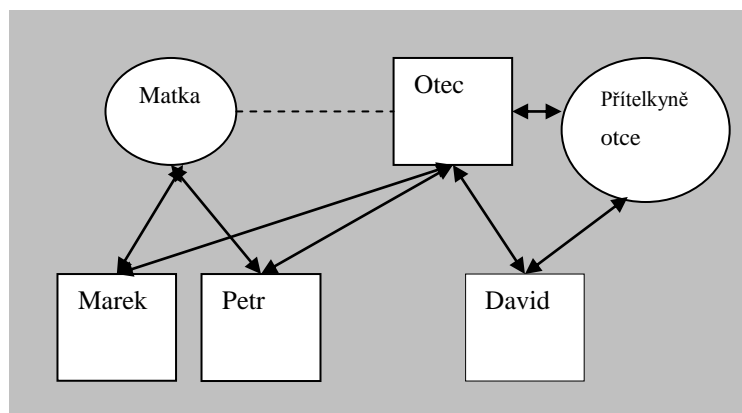 Matka
Otec
Přítelkyně
otce
Marek
Petr
David